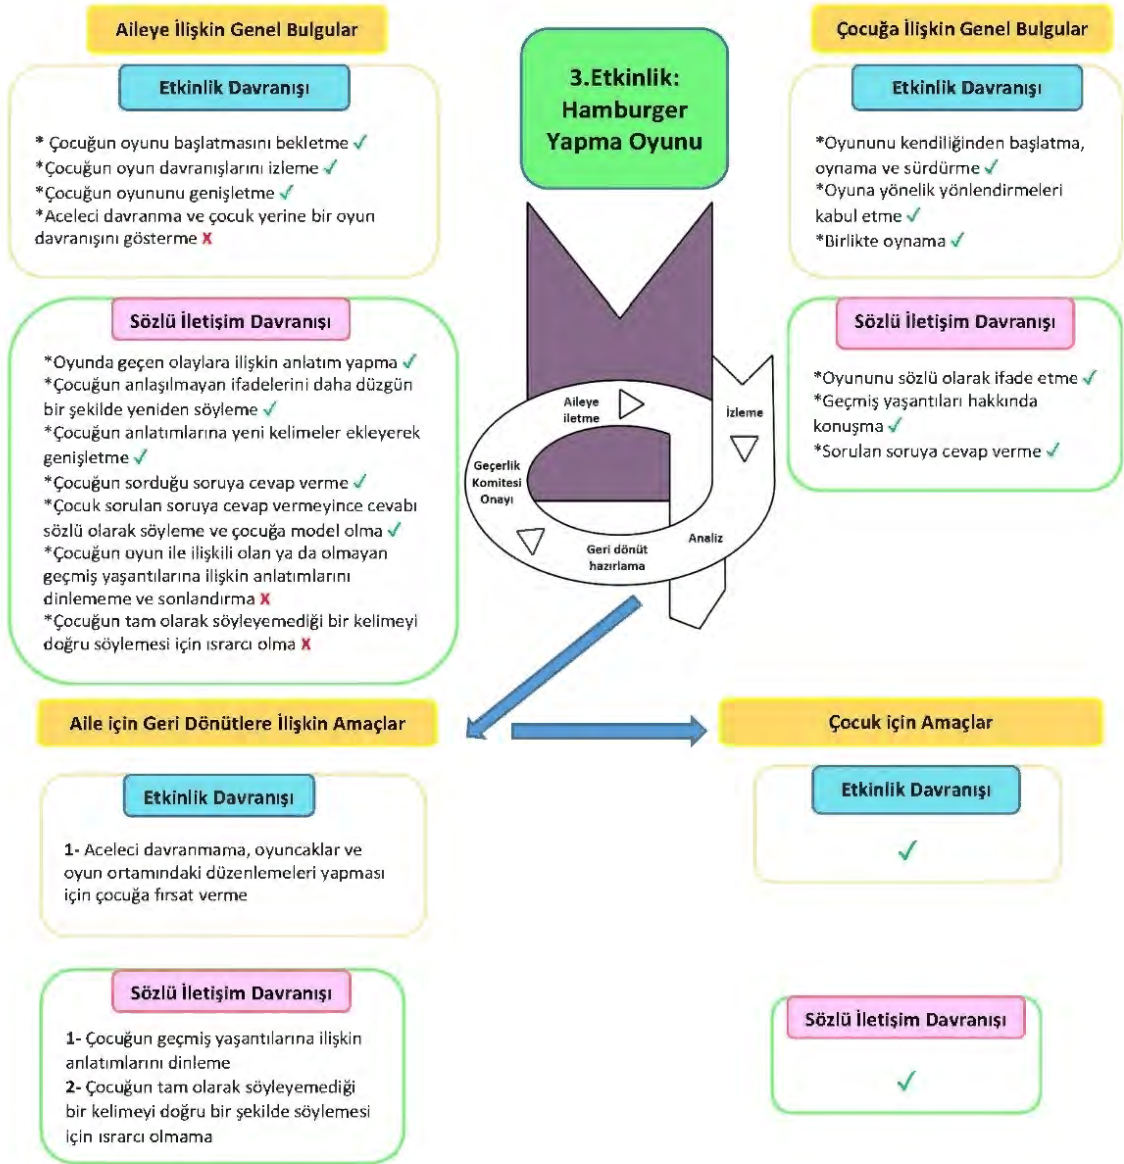 Aileye İlişkin Genel Bulgular
Etkinlik Davranışı
* Çocuğun oyunu başlatmasını bekletme ✓
*Çocuğun oyun davranışlarını izleme ✓
*Çocuğun oyununu genişletme ✓
*Aceleci davranma ve çocuk yerine bir oyun
davranışını gösterme X
Sözlü İletişim Davranışı
*Oyunda geçen olaylara ilişkin anlatım yapma ✓
*Çocuğun anlaşılmayan ifadelerini daha düzgün
bir şekilde yeniden söyleme ✓
*Çocuğun anlatımlarına yeni kelimeler ekleyerek
genişletme ✓
*Çocuğun sorduğu soruya cevap verme ✓
*Çocuk sorulan soruya cevap vermeyince cevabı
sözlü olarak söyleme ve çocuğa model olma ✓
*Çocuğun oyun ile ilişkili olan ya da olmayan
geçmiş yaşantılarına ilişkin anlatımlarını
dinlememe ve sonlandırma X
*Çocuğun tam olarak söyleyemediği bir kelimeyi
doğru söylemesi için ısrarcı olma X
3.Etkinlik:
Hamburger
Yapma Oyunu
Aileye
iletme
İzleme
Geçerlik
Komitesi
Onayı
Analiz
Geri dönüt
hazırlama
Çocuğa İlişkin Genel Bulgular
Etkinlik Davranışı
*Oyununu kendiliğinden başlatma,
oynama ve sürdürme ✓
*Oyuna yönelik yönlendirmeleri
kabul etme ✓
*Birlikte oynama ✓
Sözlü İletişim Davranışı
*Oyununu sözlü olarak ifade etme ✓
*Geçmiş yaşantıları hakkında
konuşma ✓
*Sorulan soruya cevap verme ✓
Aile için Geri Dönütlere İlişkin Amaçlar
Etkinlik Davranışı
1- Aceleci davranmama, oyuncaklar ve
oyun ortamındaki düzenlemeleri yapması
için çocuğa fırsat verme
Sözlü İletişim Davranışı
1- Çocuğun geçmiş yaşantılarına ilişkin
anlatımlarını dinleme
2- Çocuğun tam olarak söyleyemediği
bir kelimeyi doğru bir şekilde söylemesi
için ısrarcı olmama
Çocuk için Amaçlar
Etkinlik Davranışı
✓
Sözlü İletişim Davranışı
✓